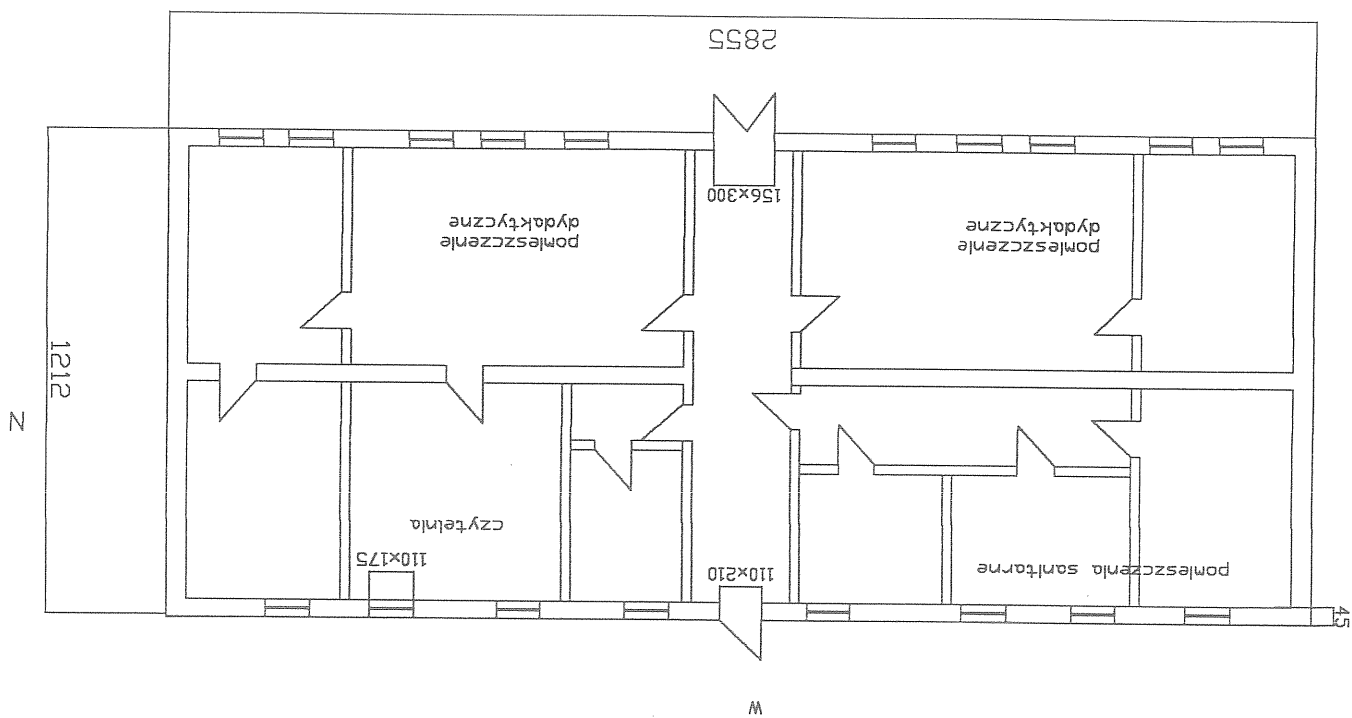 W
45
pomieszczenia sanitarne
110x210
110x175
czytelnia
N
1212
pomieszczenie
dydaktyczne
pomieszczenie
dydaktyczne
156x300
2855